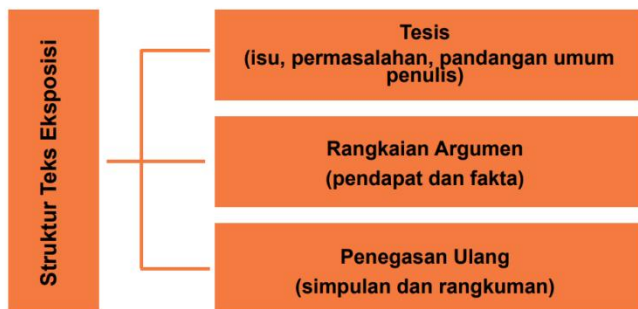 Struktur Teks Eksposisi
Tesis
(isu, permasalahan, pandangan umum
penulis)
Rangkaian Argumen
(pendapat dan fakta)
Penegasan Ulang
(simpulan dan rangkuman)